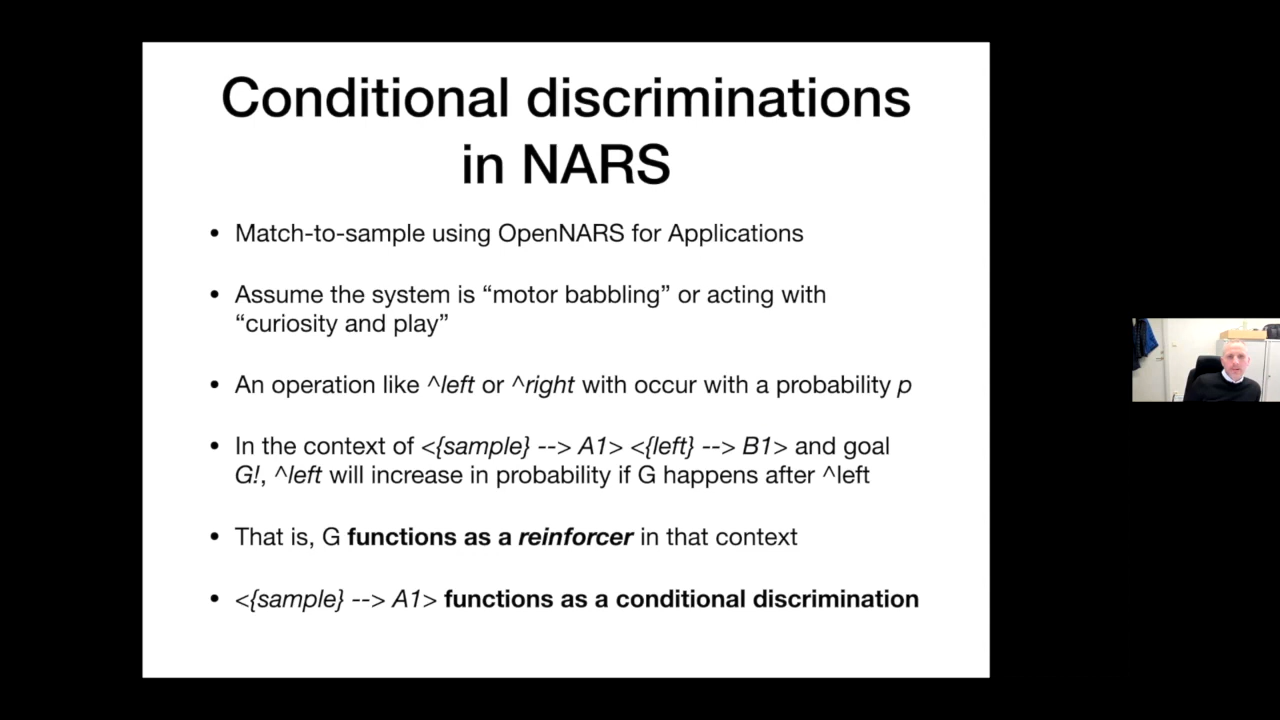 Conditional discriminations
in NARS
• Match-to-sample using OpenNARS for Applications
• Assume the system is “motor babbling” or acting with
“curiosity and play”
• An operation like ^left or ^right with occur with a probability p
• In the context of <{sample} --> A1> <{left} --> B1> and goal
G!, ^left will increase in probability if G happens after ^left
• That is, G functions as a reinforcer in that context
• <{sample} --> A1> functions as a conditional discrimination